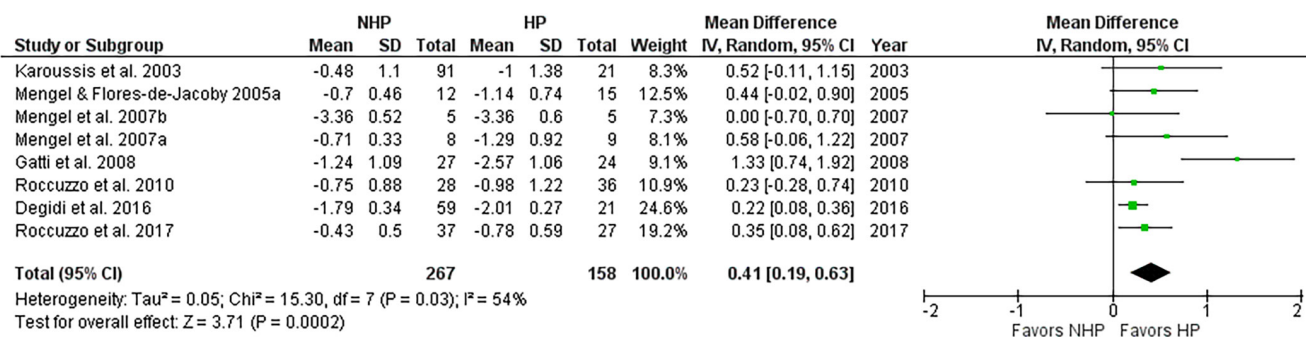 NHP HP Mean Difference Mean Difference
Study or Subgroup Mean SD Total Mean SD Total Weight IV, Random, 95% CI Year IV, Random, 95% CI
Karoussis et al. 2003 -0.48 1.1 91 -1 1.38 21 8.3% 0.52 [-0.11, 1.15] 2003
Mengel & Flores-de-Jacoby 2005a -0.7 0.46 12 -1.14 0.74 15 12.5% 0.44 [-0.02, 0.90] 2005
Mengel et al. 2007b -3.36 0.52 5 -3.36 0.6 5 7.3% 0.00 [-0.70, 0.70] 2007
Mengel et al. 2007a -0.71 0.33 8 -1.29 0.92 9 8.1% 0.58 [-0.06, 1.22] 2007
Gatti et al. 2008 -1.24 1.09 27 -2.57 1.06 24 9.1% 1.33 [0.74, 1.92] 2008
Roccuzzo et al. 2010 -0.75 0.88 28 -0.98 1.22 36 10.9% 0.23 [-0.28, 0.74] 2010
Degidi et al. 2016 -1.79 0.34 59 -2.01 0.27 21 24.6% 0.22 [0.08, 0.36] 2016
Roccuzzo et al. 2017 -0.43 0.5 37 -0.78 0.59 27 19.2% 0.35 [0.08, 0.62] 2017
Total (95% CI) 267 158 100.0% 0.41 [0.19, 0.63]
Heterogeneity: Tau² = 0.05; Chi² = 15.30, df = 7 (P = 0.03); I² = 54%
Test for overall effect: Z = 3.71 (P = 0.0002)
-2 -1 0 1 2
Favors NHP Favors HP